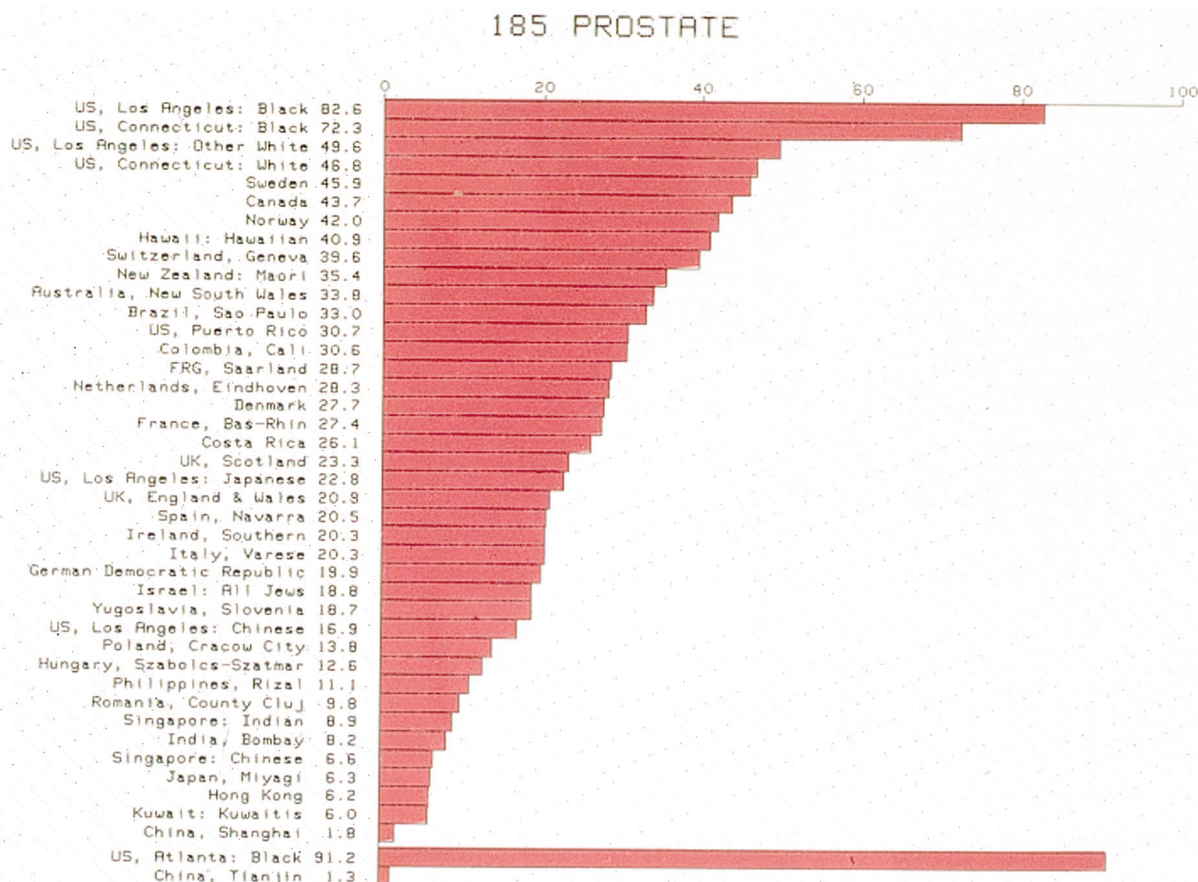 185 PROSTATE
0 20 40 60 80 100
US, Los Angeles: Black 82.6
US, Connecticut: Black 72.3
US, Los Angeles: Other White 49.6
US, Connecticut: White 46.8
Sweden 45.9
Canada 43.7
Norway 42.0
Hawaii: Hawaiian 40.9
Switzerland, Geneva 39.6
New Zealand: Maori 35.4
Australia, New South Wales 33.8
Brazil, Sao Paulo 33.0
US, Puerto Rico 30.7
Colombia, Cali 30.6
FRG, Saarland 28.7
Netherlands, Eindhoven 28.3
Denmark 27.7
France, Bas-Rhin 27.4
Costa Rica 26.1
UK, Scotland 23.3
US, Los Angeles: Japanese 22.8
UK, England & Wales 20.9
Spain, Navarra 20.5
Ireland, Southern 20.3
Italy, Varese 20.3
German Democratic Republic 19.9
Israel: All Jews 18.8
Yugoslavia, Slovenia 18.7
US, Los Angeles: Chinese 16.9
Poland, Cracow City 13.8
Hungary, Szabolcs-Szatmar 12.6
Philippines, Rizal 11.1
Romania, County Cluj 9.8
Singapore: Indian 8.9
India, Bombay 8.2
Singapore: Chinese 6.6
Japan, Miyagi 6.3
Hong Kong 6.2
Kuwait: Kuwaitis 6.0
China, Shanghai 1.8
US, Atlanta: Black 91.2
China, Tianjin 1.3